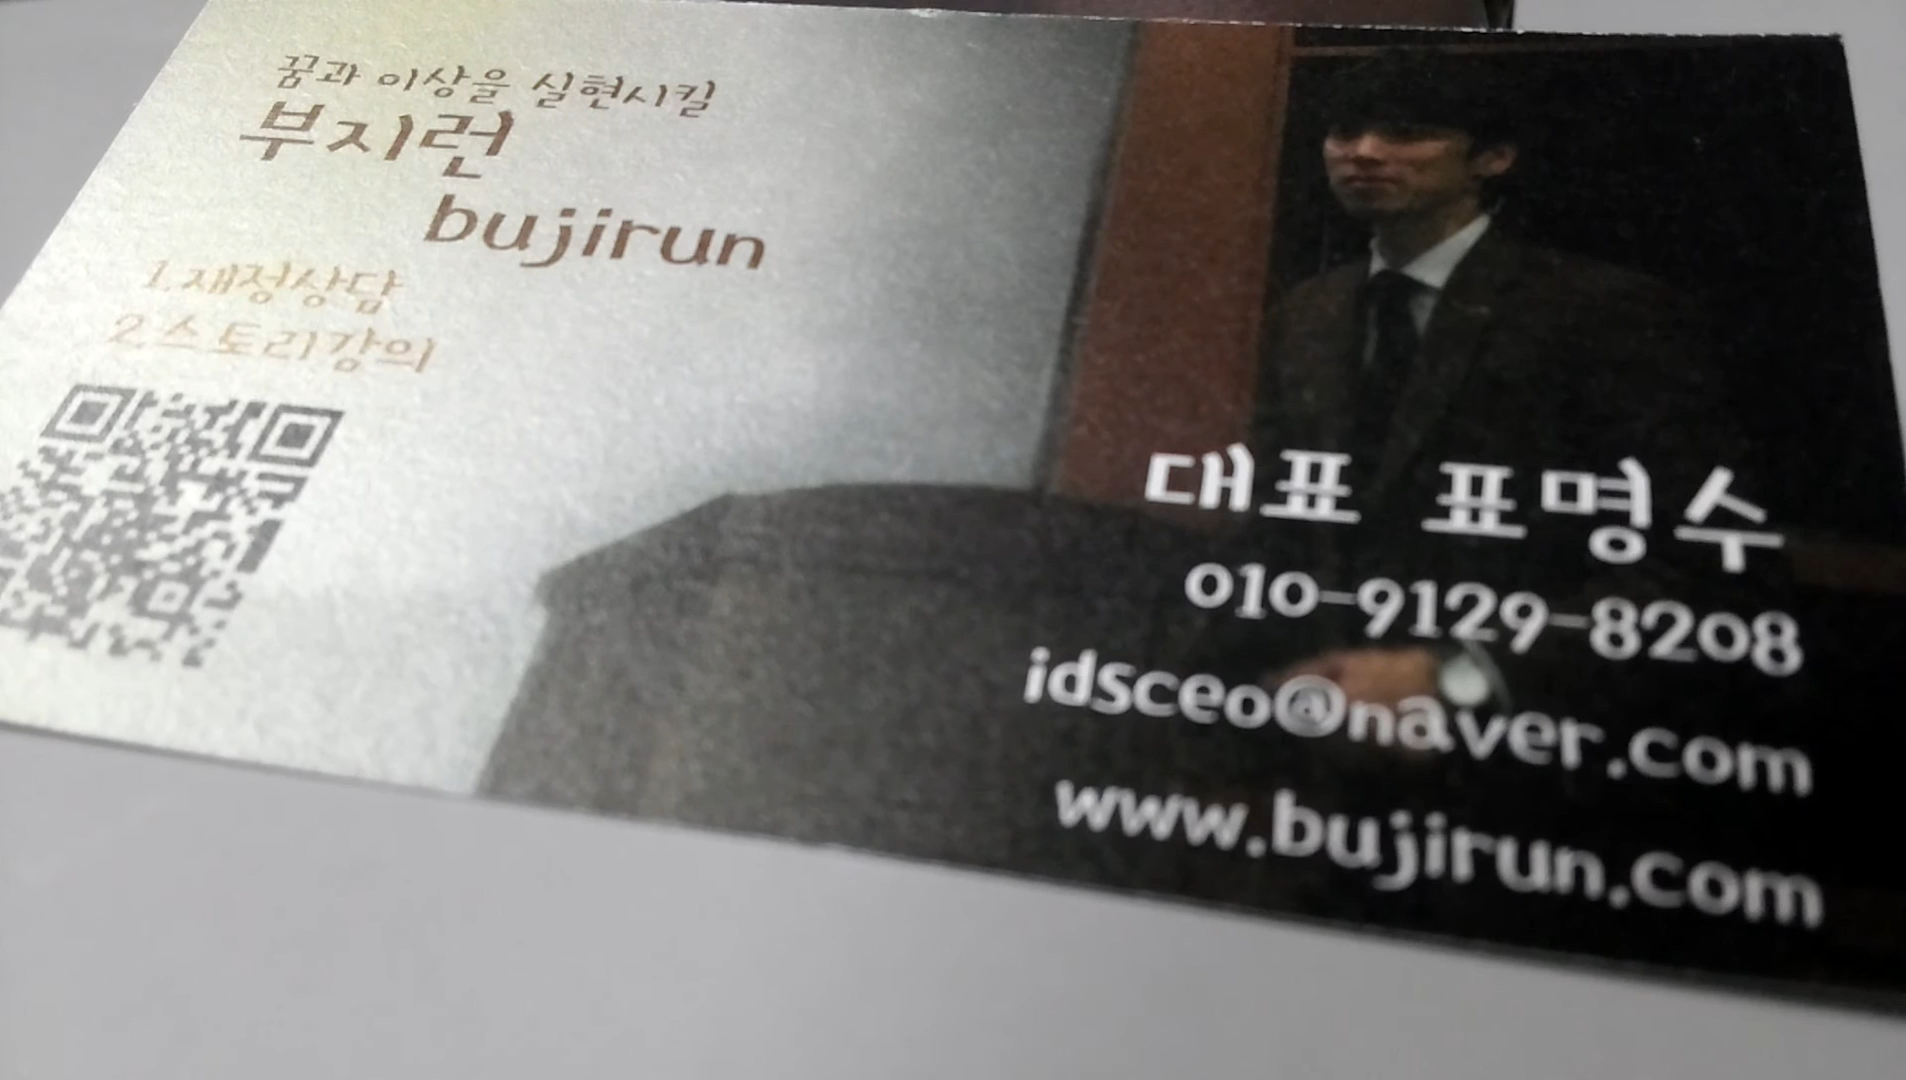 꿈과 이상을 실현시킬
부지런
bujirun
1.재정상담
2.스토리강의
대표 표명수
010-9129-8208
idsceo@naver.com
www.bujirun.com